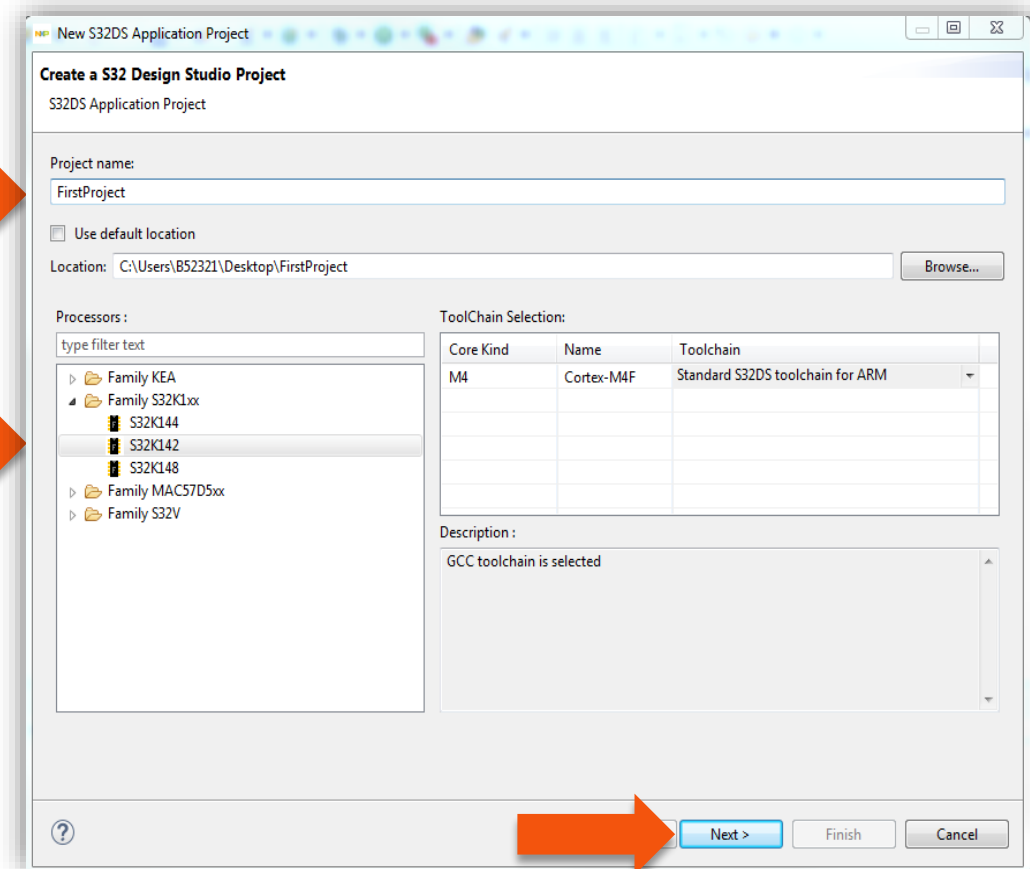 NXP New S32DS Application Project
Create a S32 Design Studio Project
S32DS Application Project
Project name:
FirstProject
Use default location
Location: C:\Users\B52321\Desktop\FirstProject Browse...
Processors :
type filter text
Family KEA
Family S32K1xx
S32K144
S32K142
S32K148
Family MAC57D5xx
Family S32V
ToolChain Selection:
Core Kind Name Toolchain
M4 Cortex-M4F Standard S32DS toolchain for ARM
Description :
GCC toolchain is selected
? Next > Finish Cancel